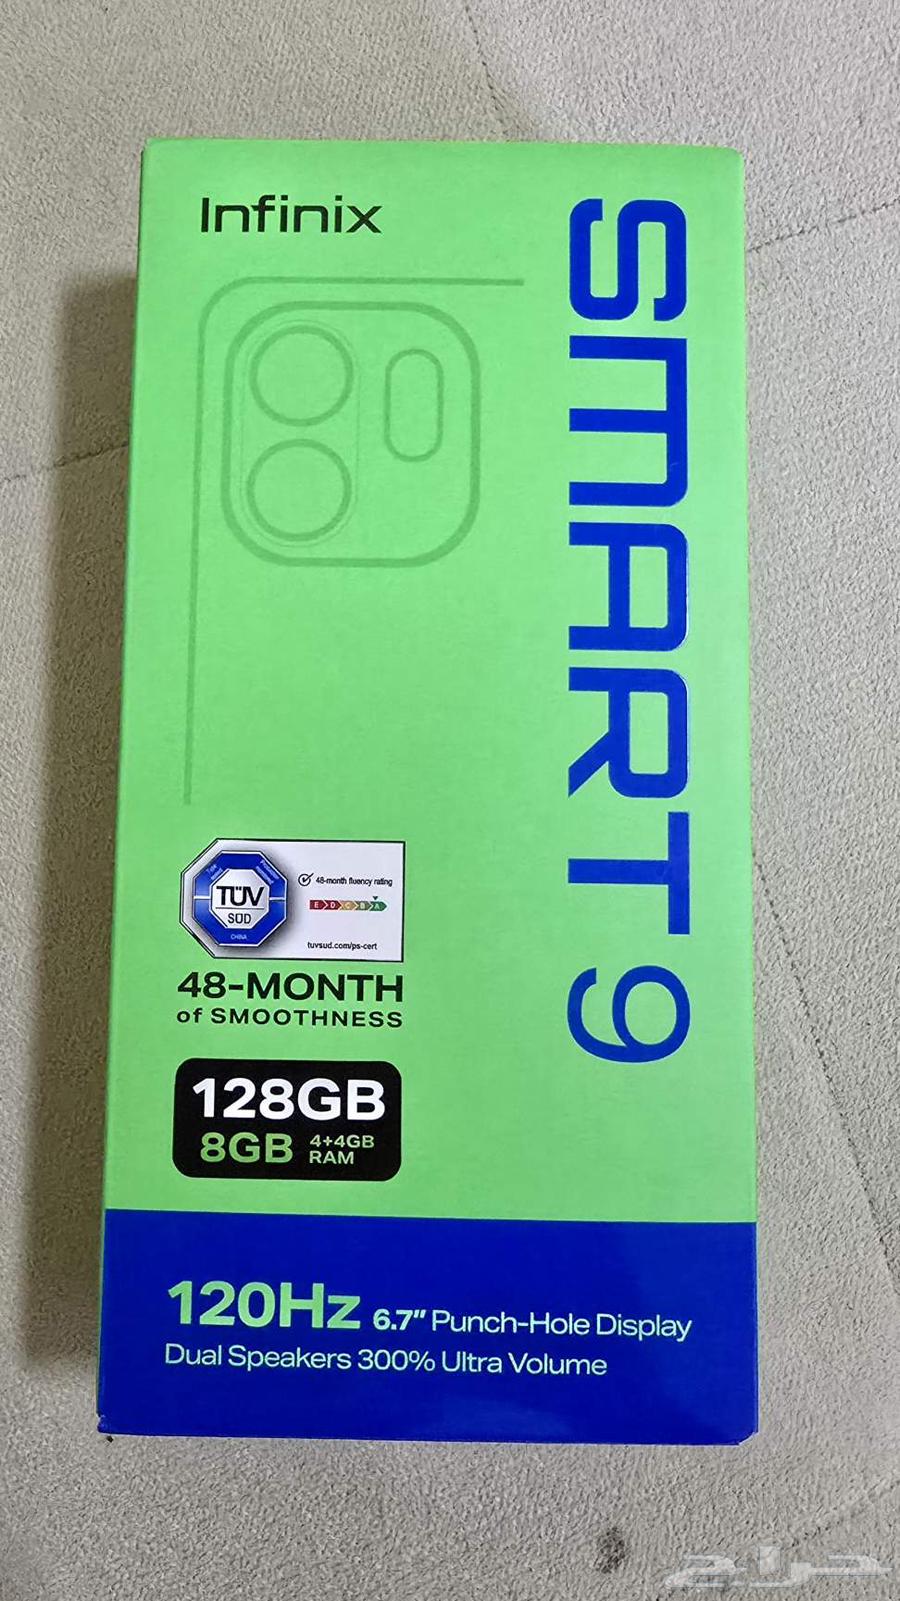 Infinix
SMART 9
TÜV
SÜD
CHINA
48-month fluency rating
E D C B A
tuvsud.com/ps-cert
48-MONTH
of SMOOTHNESS
128GB
8GB 4+4GB
RAM
120Hz 6.7" Punch-Hole Display
Dual Speakers 300% Ultra Volume
حراج